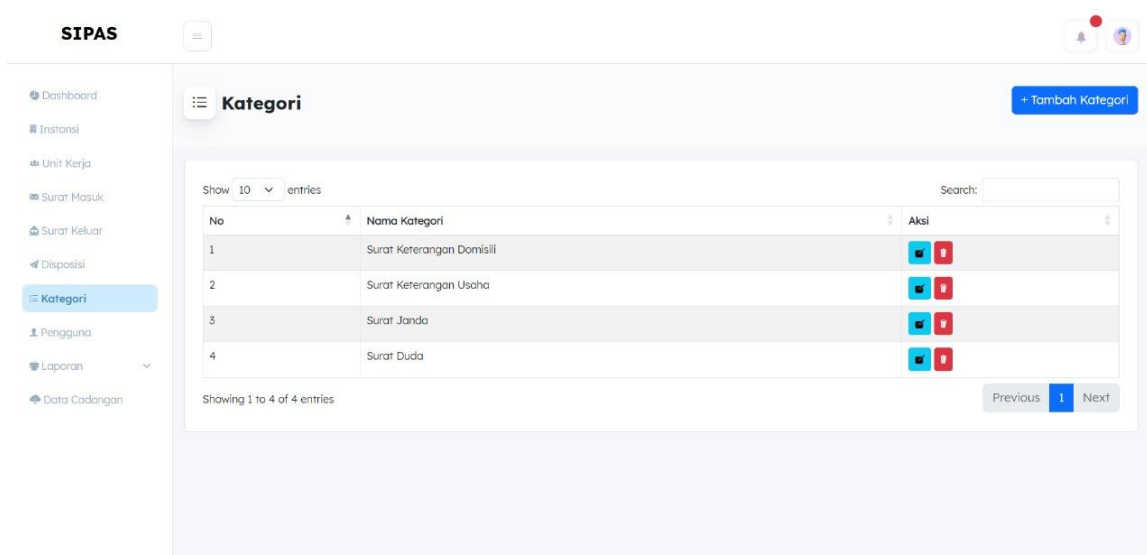 SIPAS
Dashboard
Instansi
Unit Kerja
Surat Masuk
Surat Keluar
Disposisi
Kategori
Pengguna
Laporan
Data Cadangan
Kategori
+ Tambah Kategori
Show 10 entries
Search:
No Nama Kategori Aksi
1 Surat Keterangan Domisili
2 Surat Keterangan Usaha
3 Surat Janda
4 Surat Duda
Showing 1 to 4 of 4 entries
Previous 1 Next